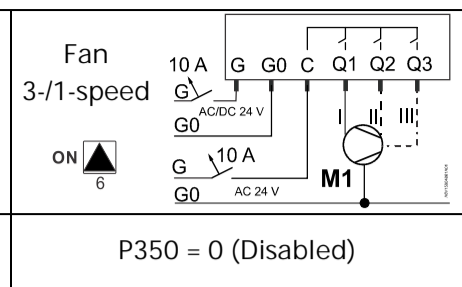 Fan
3-/1-speed
ON
6
10 A
G G0 C Q1 Q2 Q3
G
AC/DC 24 V
G0
I II III
10 A
G
G0
AC 24 V
M1
P350 = 0 (Disabled)